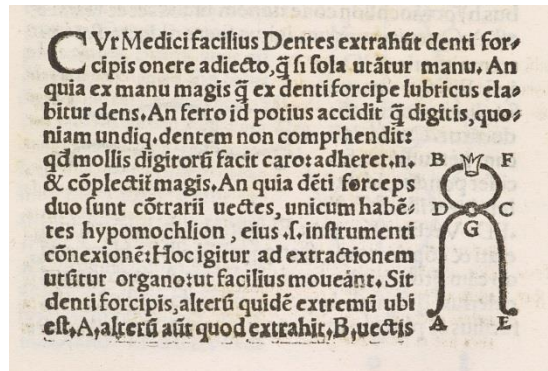 CVr Medici facilius Dentes extrahũt denti for⸗
cipis onere adiecto,q̃ ſi ſola utãtur manu. An
quia ex manu magis q̃ ex denti forcipe lubricus ela⸗
bitur dens. An ferro id potius accidit q̃ digitis, quo⸗
niam undiq. dentem non comprhendit:
qd̃ mollis digitorũ facit caro: adheret.n.
& cõplectit̃ magis. An quia dẽti forceps
duo ſunt cõtrarii uectes, unicum habẽ⸗
tes hypomochlion, eius .ſ. inſtrumenti
cõnexionẽ: Hoc igitur ad extractionem
utũtur organo: ut facilius moueãnt. Sit
denti forcipis, alterũ quidẽ extremũ ubi
eſt, A, alterũ aũt quod extrahit, B, uectis
B F
D C
G
A E